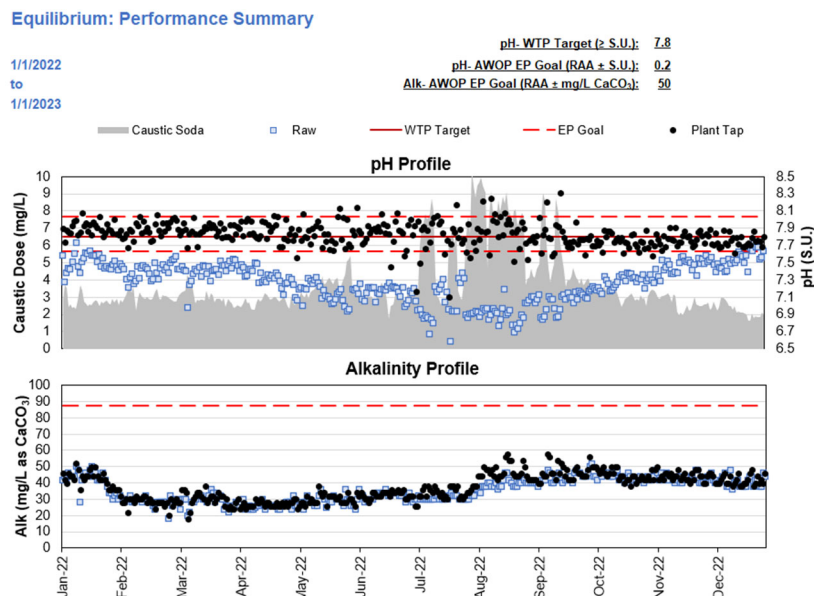 Equilibrium: Performance Summary
pH- WTP Target (≥ S.U.): 7.8
1/1/2022
pH- AWOP EP Goal (RAA ± S.U.): 0.2
to
Alk- AWOP EP Goal (RAA ± mg/L CaCO₃): 50
1/1/2023
Caustic Soda Raw WTP Target EP Goal Plant Tap
pH Profile
Caustic Dose (mg/L)
10
9
8
7
6
5
4
3
2
1
0
8.5
8.3
8.1
7.9
7.7
7.5
7.3
7.1
6.9
6.7
6.5
pH (S.U.)
Alkalinity Profile
Alk (mg/L as CaCO₃)
100
90
80
70
60
50
40
30
20
10
0
Jan-22
Feb-22
Mar-22
Apr-22
May-22
Jun-22
Jul-22
Aug-22
Sep-22
Oct-22
Nov-22
Dec-22